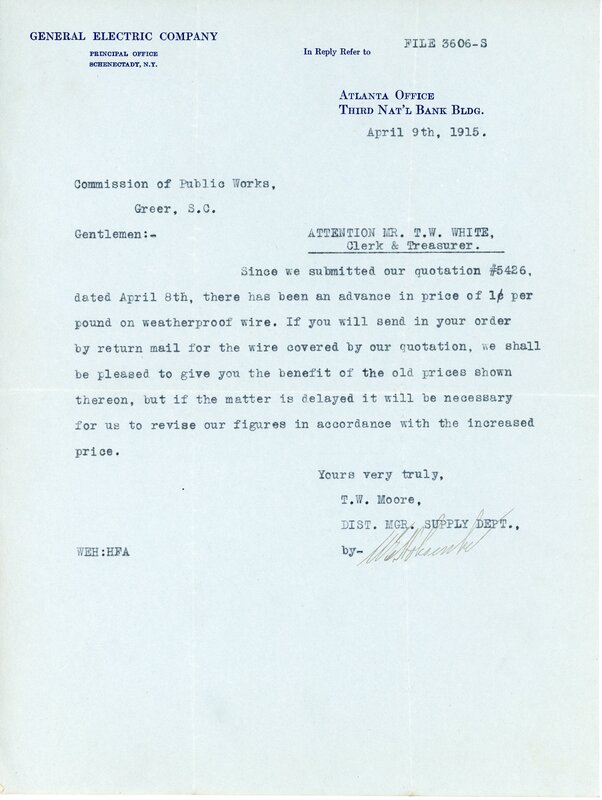 GENERAL ELECTRIC COMPANY
PRINCIPAL OFFICE
SCHENECTADY, N.Y.
In Reply Refer to
FILE 3606-S
ATLANTA OFFICE
THIRD NAT'L BANK BLDG.
April 9th, 1915.
Commission of Public Works,
Greer, S.C.
Gentlemen:-
ATTENTION MR. T.W. WHITE,
Clerk & Treasurer.
Since we submitted our quotation #5426,
dated April 8th, there has been an advance in price of 1¢ per
pound on weatherproof wire. If you will send in your order
by return mail for the wire covered by our quotation, we shall
be pleased to give you the benefit of the old prices shown
thereon, but if the matter is delayed it will be necessary
for us to revise our figures in accordance with the increased
price.
Yours very truly,
T.W. Moore,
DIST. MGR. SUPPLY DEPT.,
WEH:HFA
by-